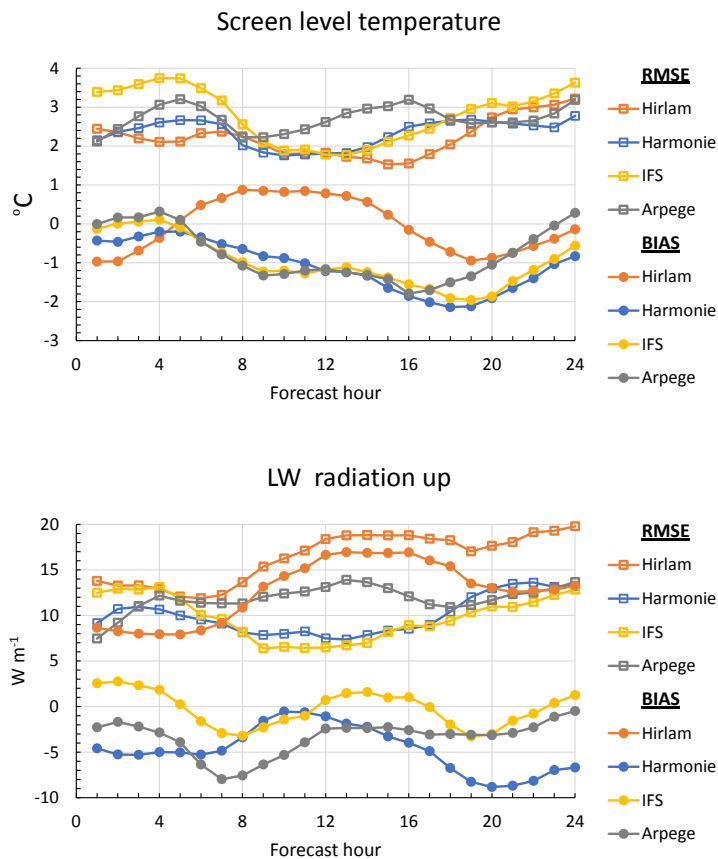 Screen level temperature
4
3
2
1
0
-1
-2
-3
°C
0 4 8 12 16 20 24
Forecast hour
RMSE
Hirlam
Harmonie
IFS
Arpege
BIAS
Hirlam
Harmonie
IFS
Arpege
LW radiation up
20
15
10
5
0
-5
-10
W m-1
0 4 8 12 16 20 24
Forecast hour
RMSE
Hirlam
Harmonie
IFS
Arpege
BIAS
Hirlam
Harmonie
IFS
Arpege